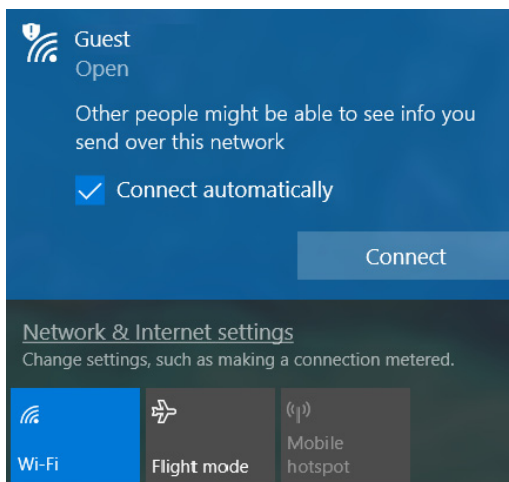 Guest
Open
Other people might be able to see info you
send over this network
Connect automatically
Connect
Network & Internet settings
Change settings, such as making a connection metered.
Wi-Fi
Flight mode
Mobile
hotspot